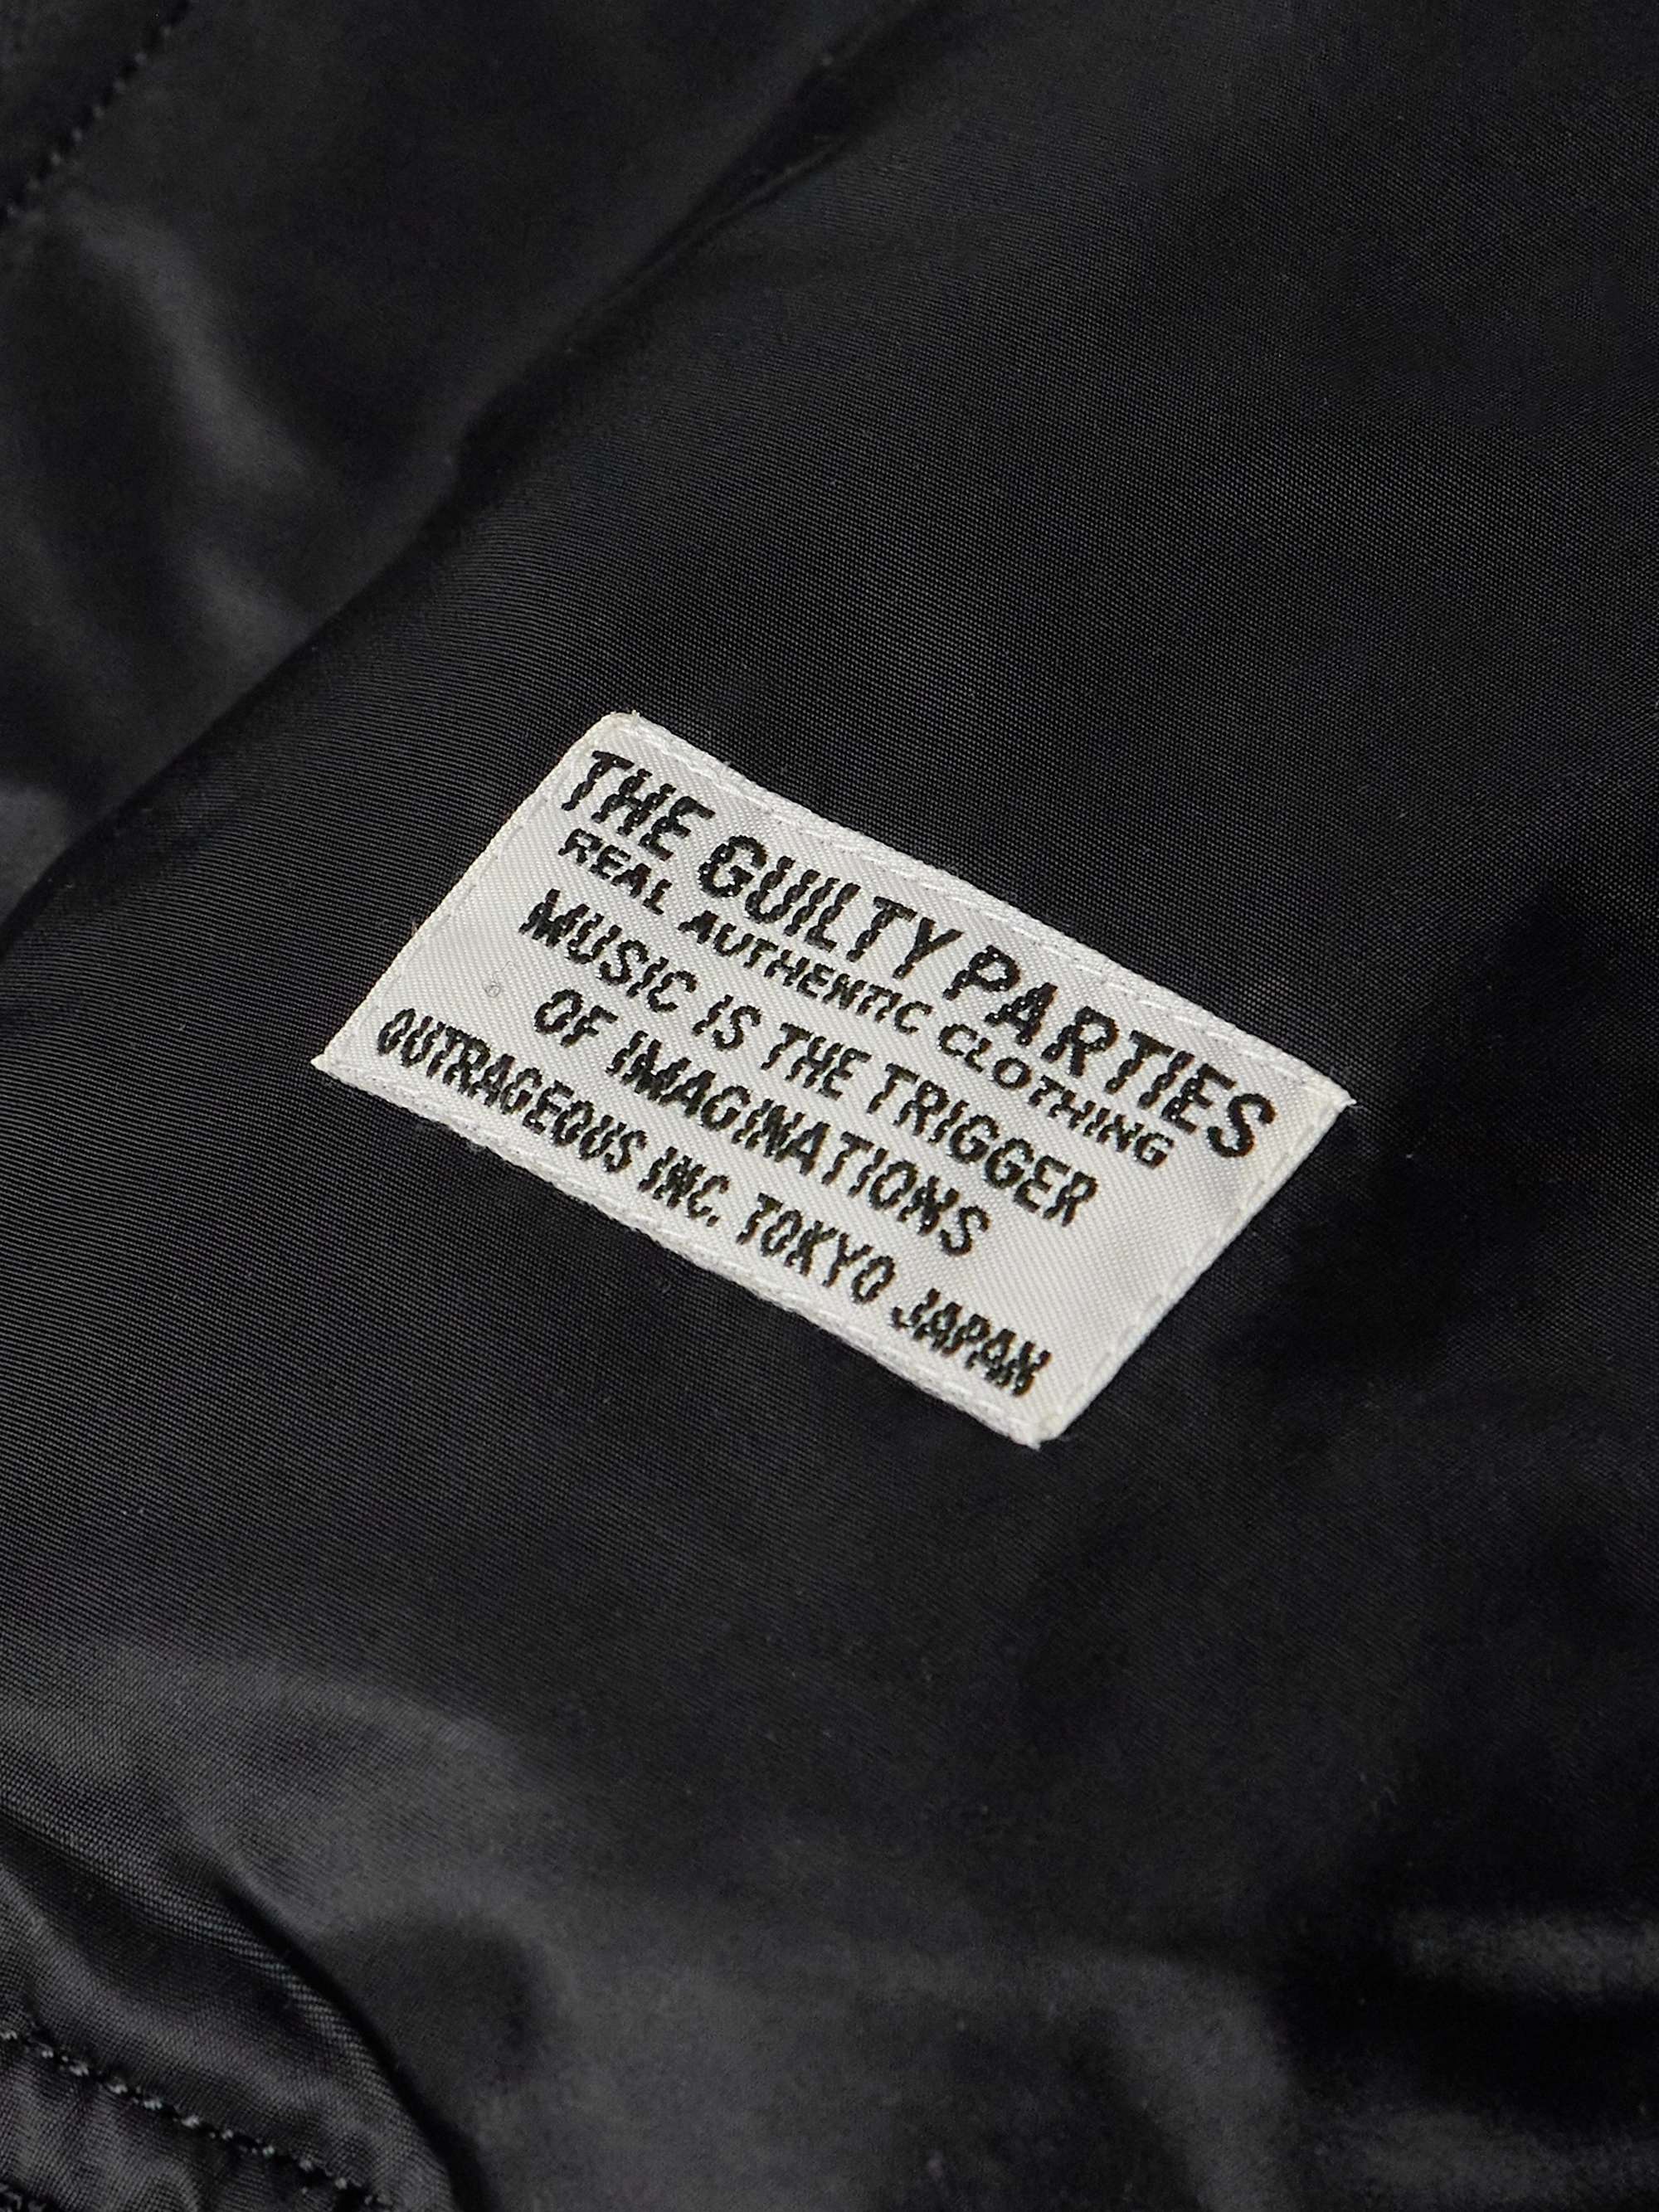 THE GUILTY PARTIES
REAL AUTHENTIC CLOTHING
MUSIC IS THE TRIGGER
OF IMAGINATIONS
OUTRAGEOUS INC. TOKYO JAPAN